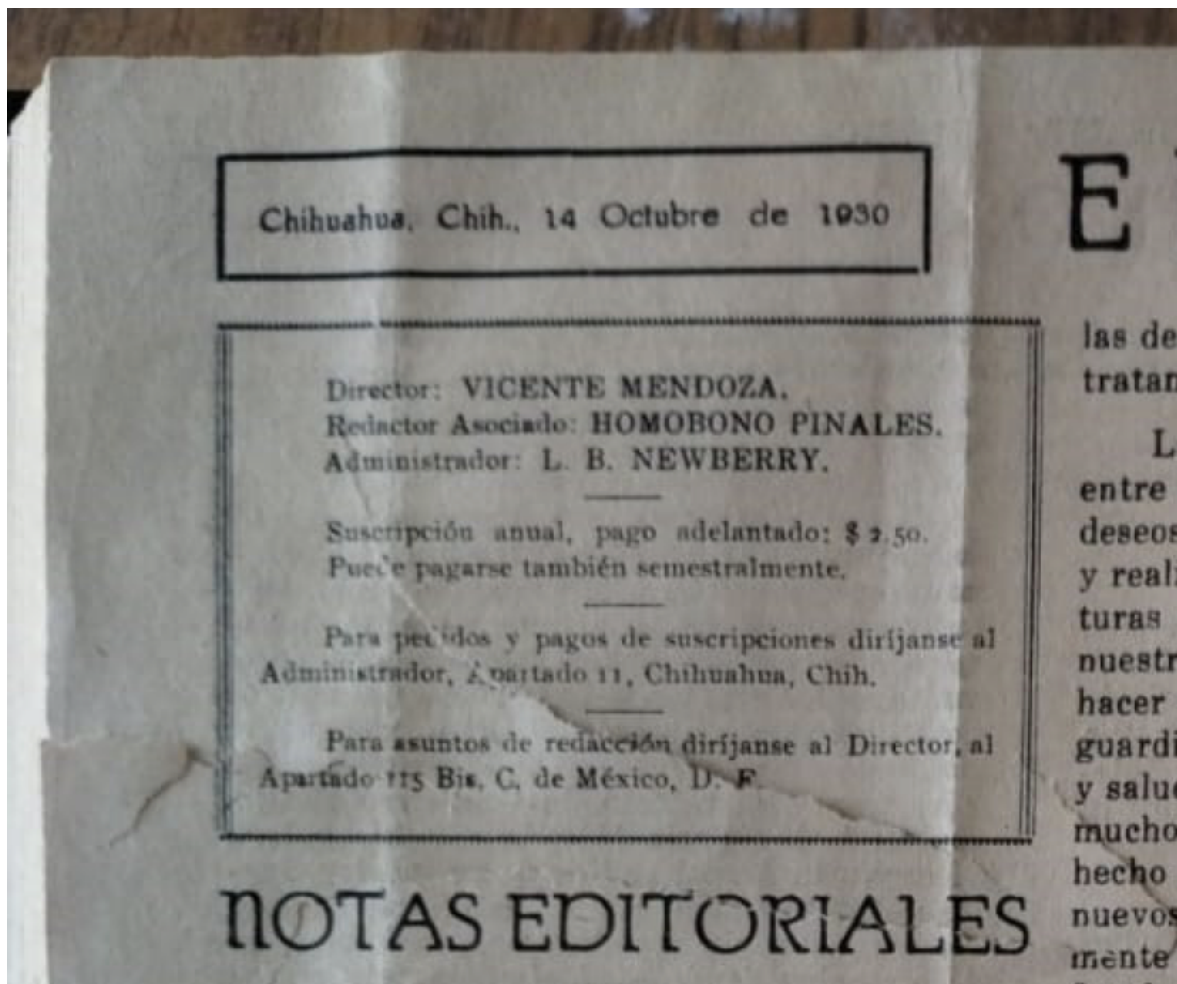 Chihuahua, Chih., 14 Octubre de 1930
Director: VICENTE MENDOZA.
Redactor Asociado: HOMOBONO PINALES.
Administrador: L. B. NEWBERRY.
Suscripción anual, pago adelantado: $ 2.50.
Puede pagarse también semestralmente.
Para pedidos y pagos de suscripciones diríjanse al
Administrador, Apartado 11, Chihuahua, Chih.
Para asuntos de redacción diríjanse al Director, al
Apartado 115 Bis, C. de México, D. F.
NOTAS EDITORIALES
E
las de
tratan
L
entre
deseos
y real
turas
nuestr
hacer
guardi
y salu
mucho
hecho
nuevos
mente